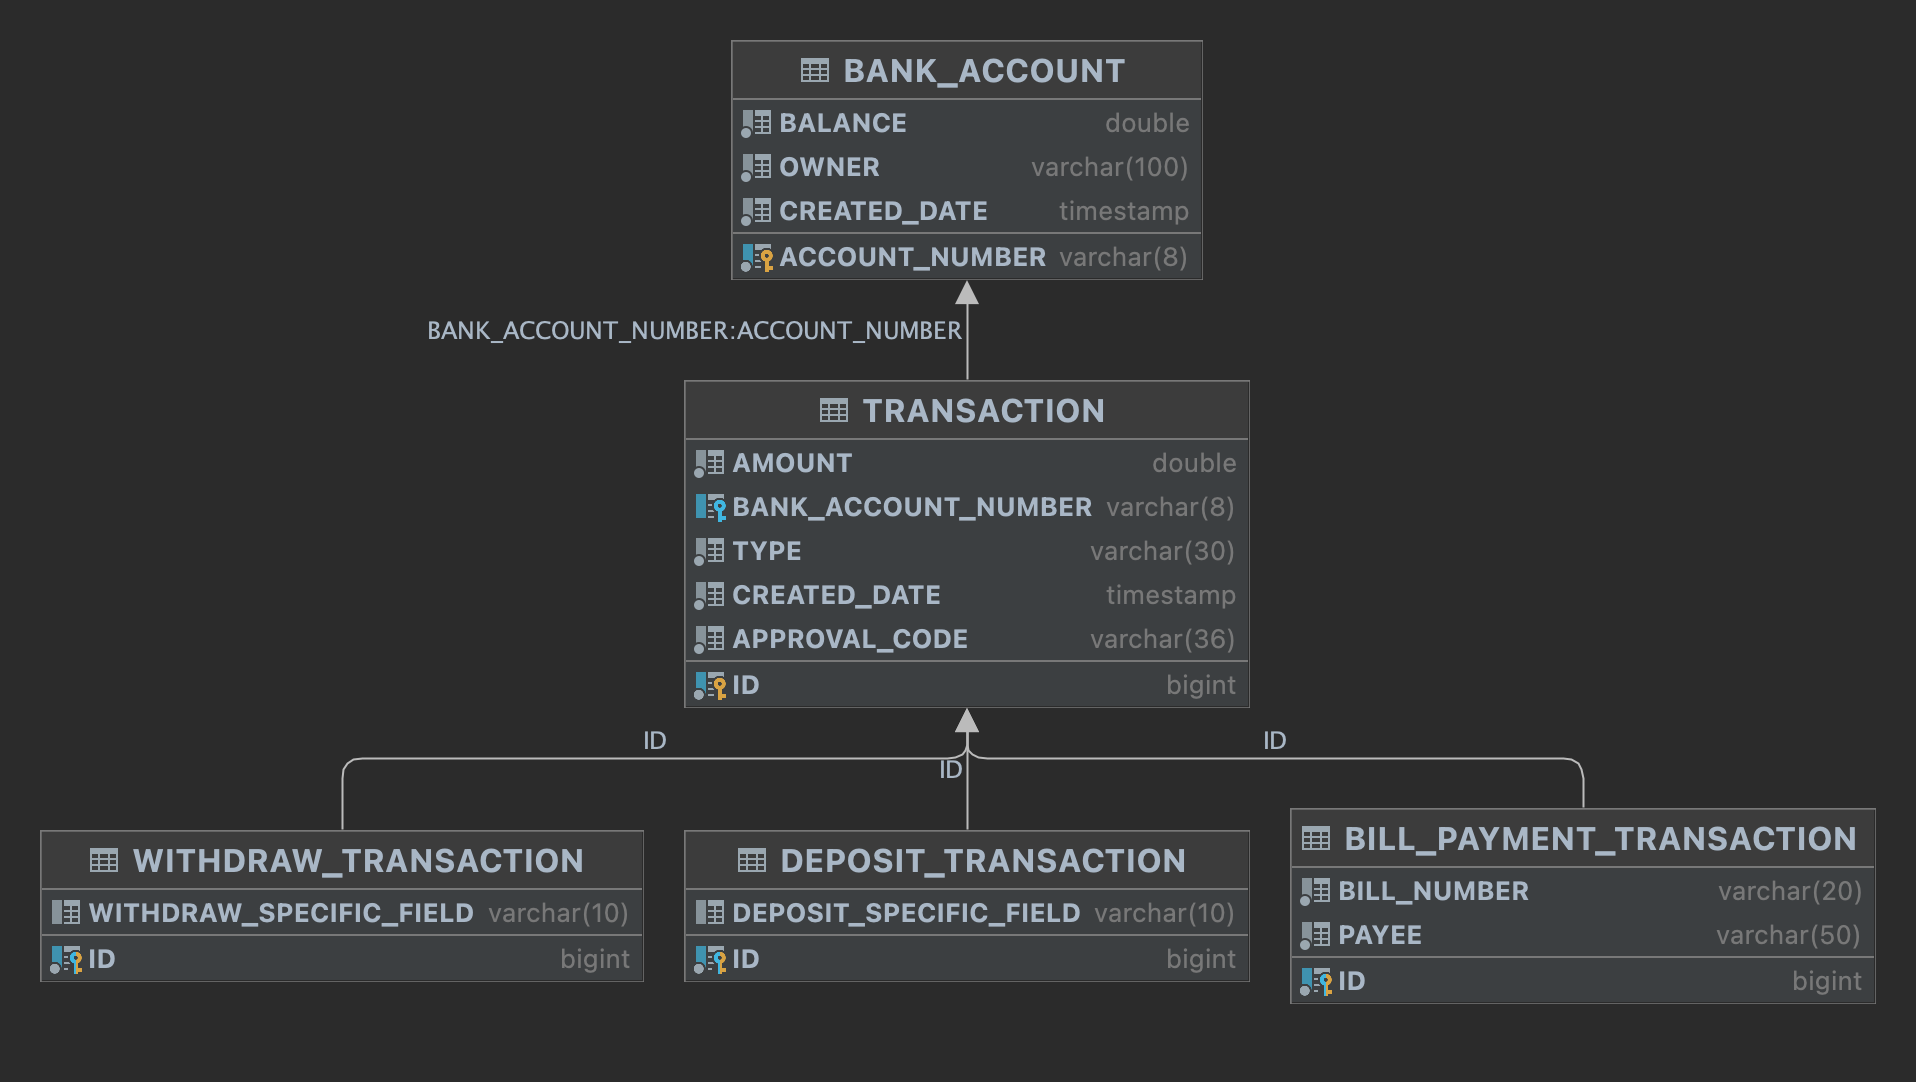 BANK_ACCOUNT
BALANCE double
OWNER varchar(100)
CREATED_DATE timestamp
ACCOUNT_NUMBER varchar(8)
BANK_ACCOUNT_NUMBER:ACCOUNT_NUMBER
TRANSACTION
AMOUNT double
BANK_ACCOUNT_NUMBER varchar(8)
TYPE varchar(30)
CREATED_DATE timestamp
APPROVAL_CODE varchar(36)
ID bigint
ID
ID
ID
WITHDRAW_TRANSACTION
WITHDRAW_SPECIFIC_FIELD varchar(10)
ID bigint
DEPOSIT_TRANSACTION
DEPOSIT_SPECIFIC_FIELD varchar(10)
ID bigint
BILL_PAYMENT_TRANSACTION
BILL_NUMBER varchar(20)
PAYEE varchar(50)
ID bigint